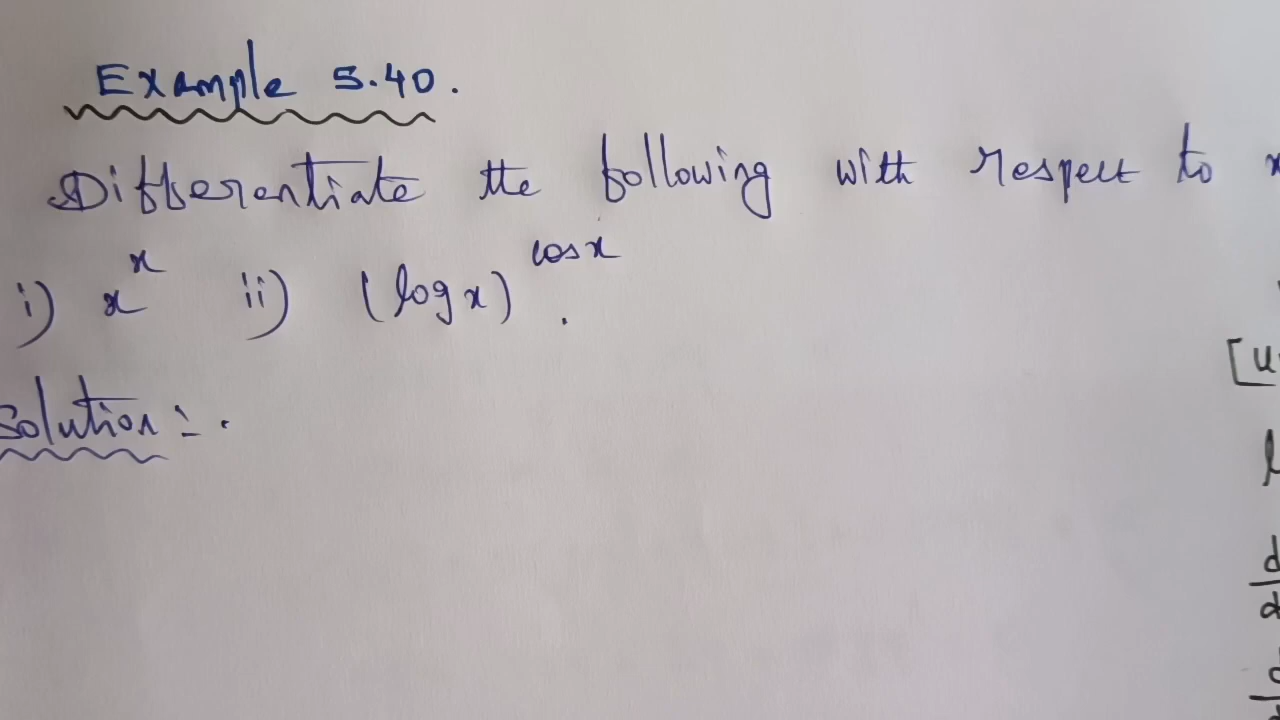 Example 5.40.
Differentiate the following with respect to x
i) x^x ii) (log x)^cos x.
Solution:-
[u
l
d